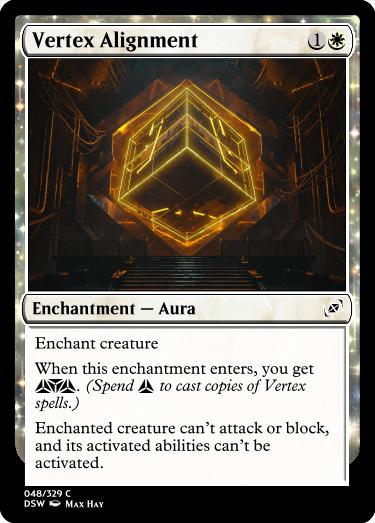 Vertex Alignment 1
Enchantment — Aura
Enchant creature
When this enchantment enters, you get
. (Spend to cast copies of Vertex
spells.)
Enchanted creature can't attack or block,
and its activated abilities can't be
activated.
048/329 C
DSW MAX HAY